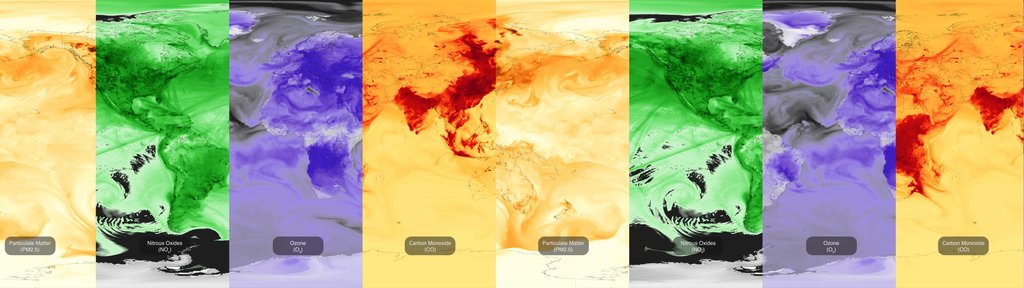 Particulate Matter
(PM2.5)
Nitrous Oxides
(NOₓ)
Ozone
(O₃)
Carbon Monoxide
(CO)
Particulate Matter
(PM2.5)
Nitrous Oxides
(NOₓ)
Ozone
(O₃)
Carbon Monoxide
(CO)